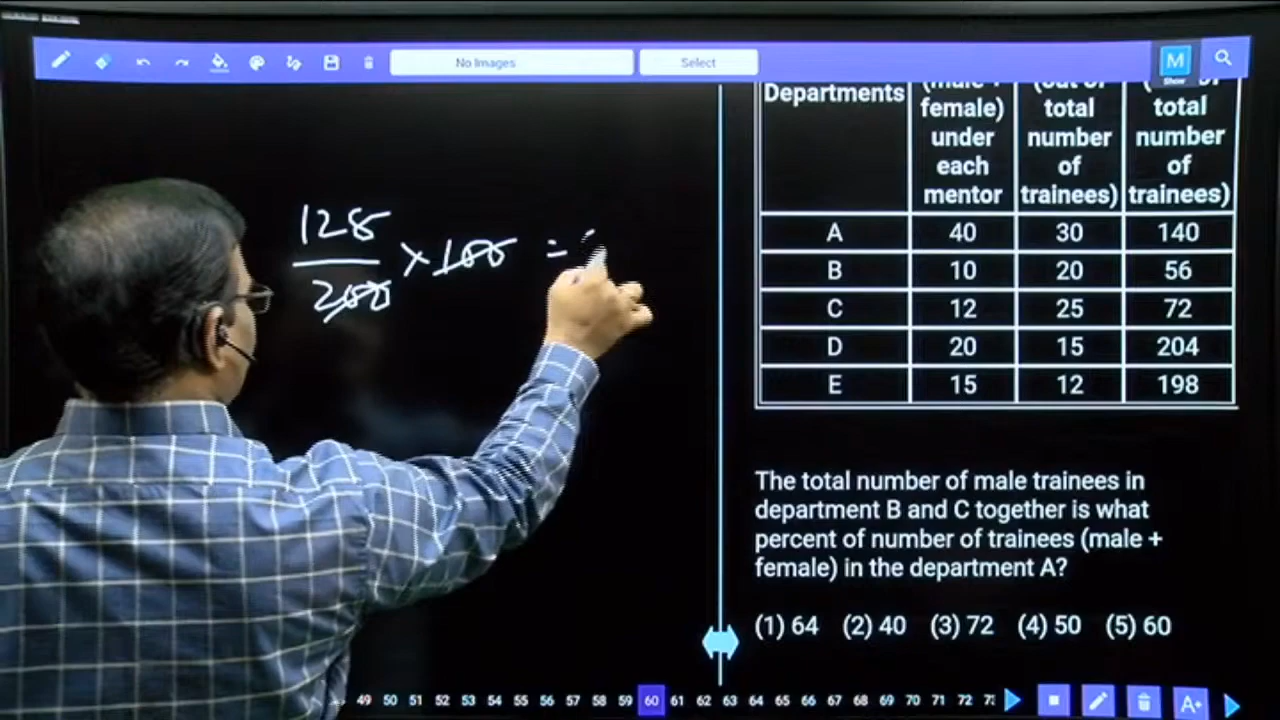 No Images
Select
M
Show
128
200 × 100 =
Departments
(male +
female)
under
each
mentor
(out of
total
number
of
trainees)
total
number
of
trainees)
A 40 30 140
B 10 20 56
C 12 25 72
D 20 15 204
E 15 12 198
The total number of male trainees in
department B and C together is what
percent of number of trainees (male +
female) in the department A?
(1) 64 (2) 40 (3) 72 (4) 50 (5) 60
49 50 51 52 53 54 55 56 57 58 59 60 61 62 63 64 65 66 67 68 69 70 71 72
A+